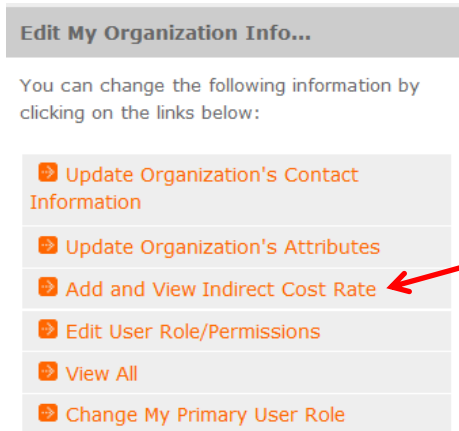 Edit My Organization Info...
You can change the following information by
clicking on the links below:
Update Organization's Contact
Information
Update Organization's Attributes
Add and View Indirect Cost Rate
Edit User Role/Permissions
View All
Change My Primary User Role